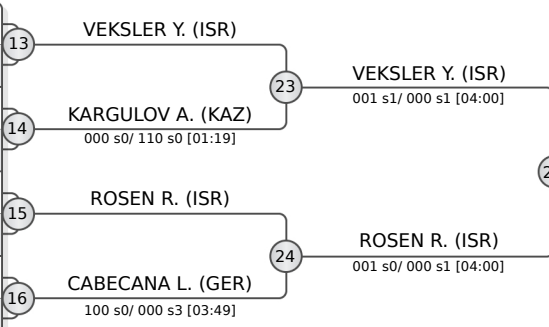 13
VEKSLER Y. (ISR)
14
KARGULOV A. (KAZ)
000 s0/ 110 s0 [01:19]
23
VEKSLER Y. (ISR)
001 s1/ 000 s1 [04:00]
15
ROSEN R. (ISR)
16
CABECANA L. (GER)
100 s0/ 000 s3 [03:49]
24
ROSEN R. (ISR)
001 s0/ 000 s1 [04:00]